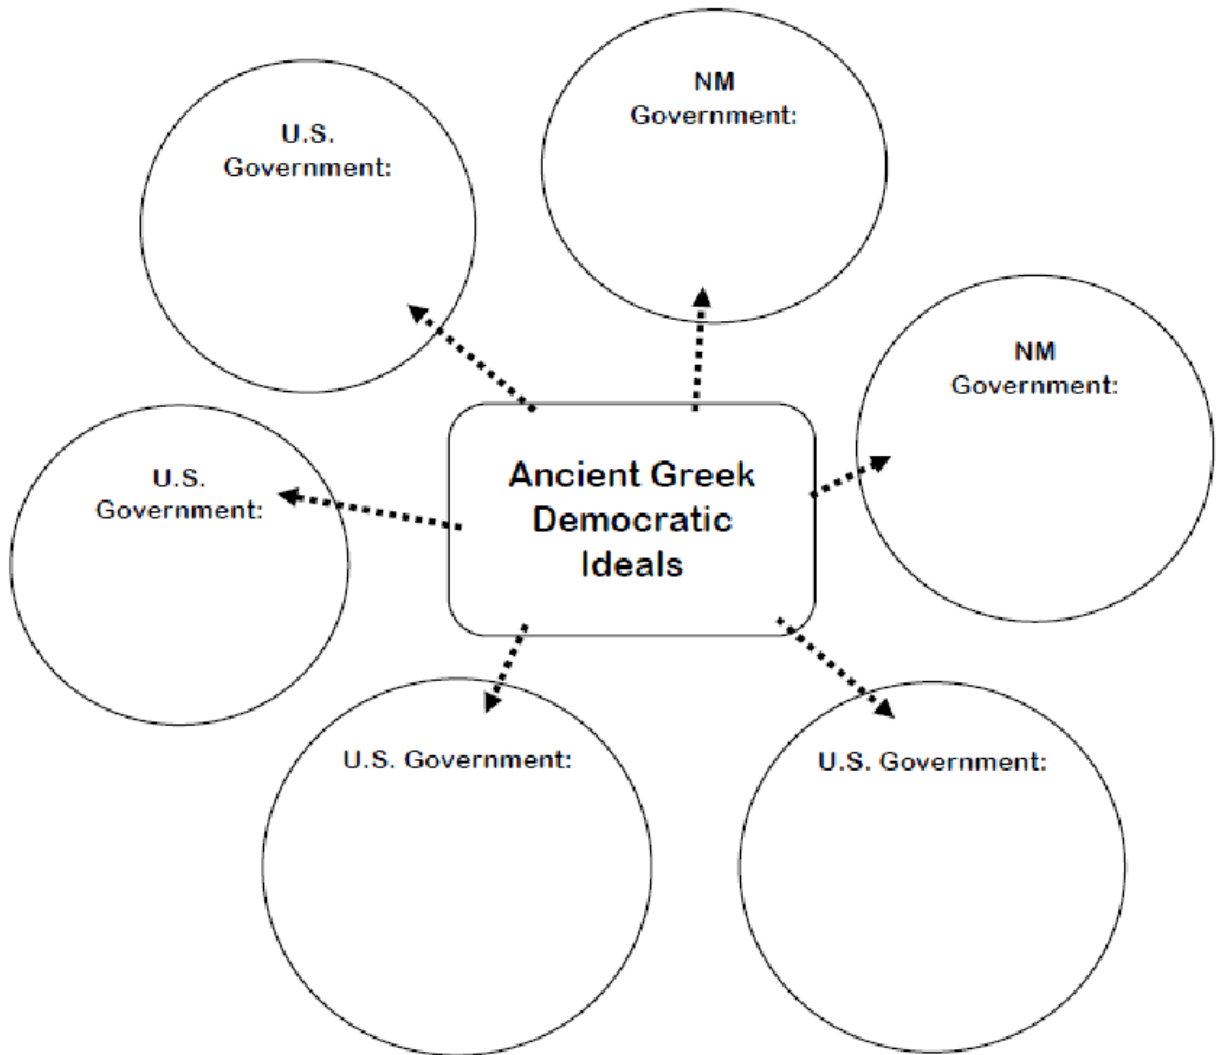 NM
Government:
U.S.
Government:
NM
Government:
Ancient Greek
Democratic
Ideals
U.S.
Government:
U.S. Government:
U.S. Government: